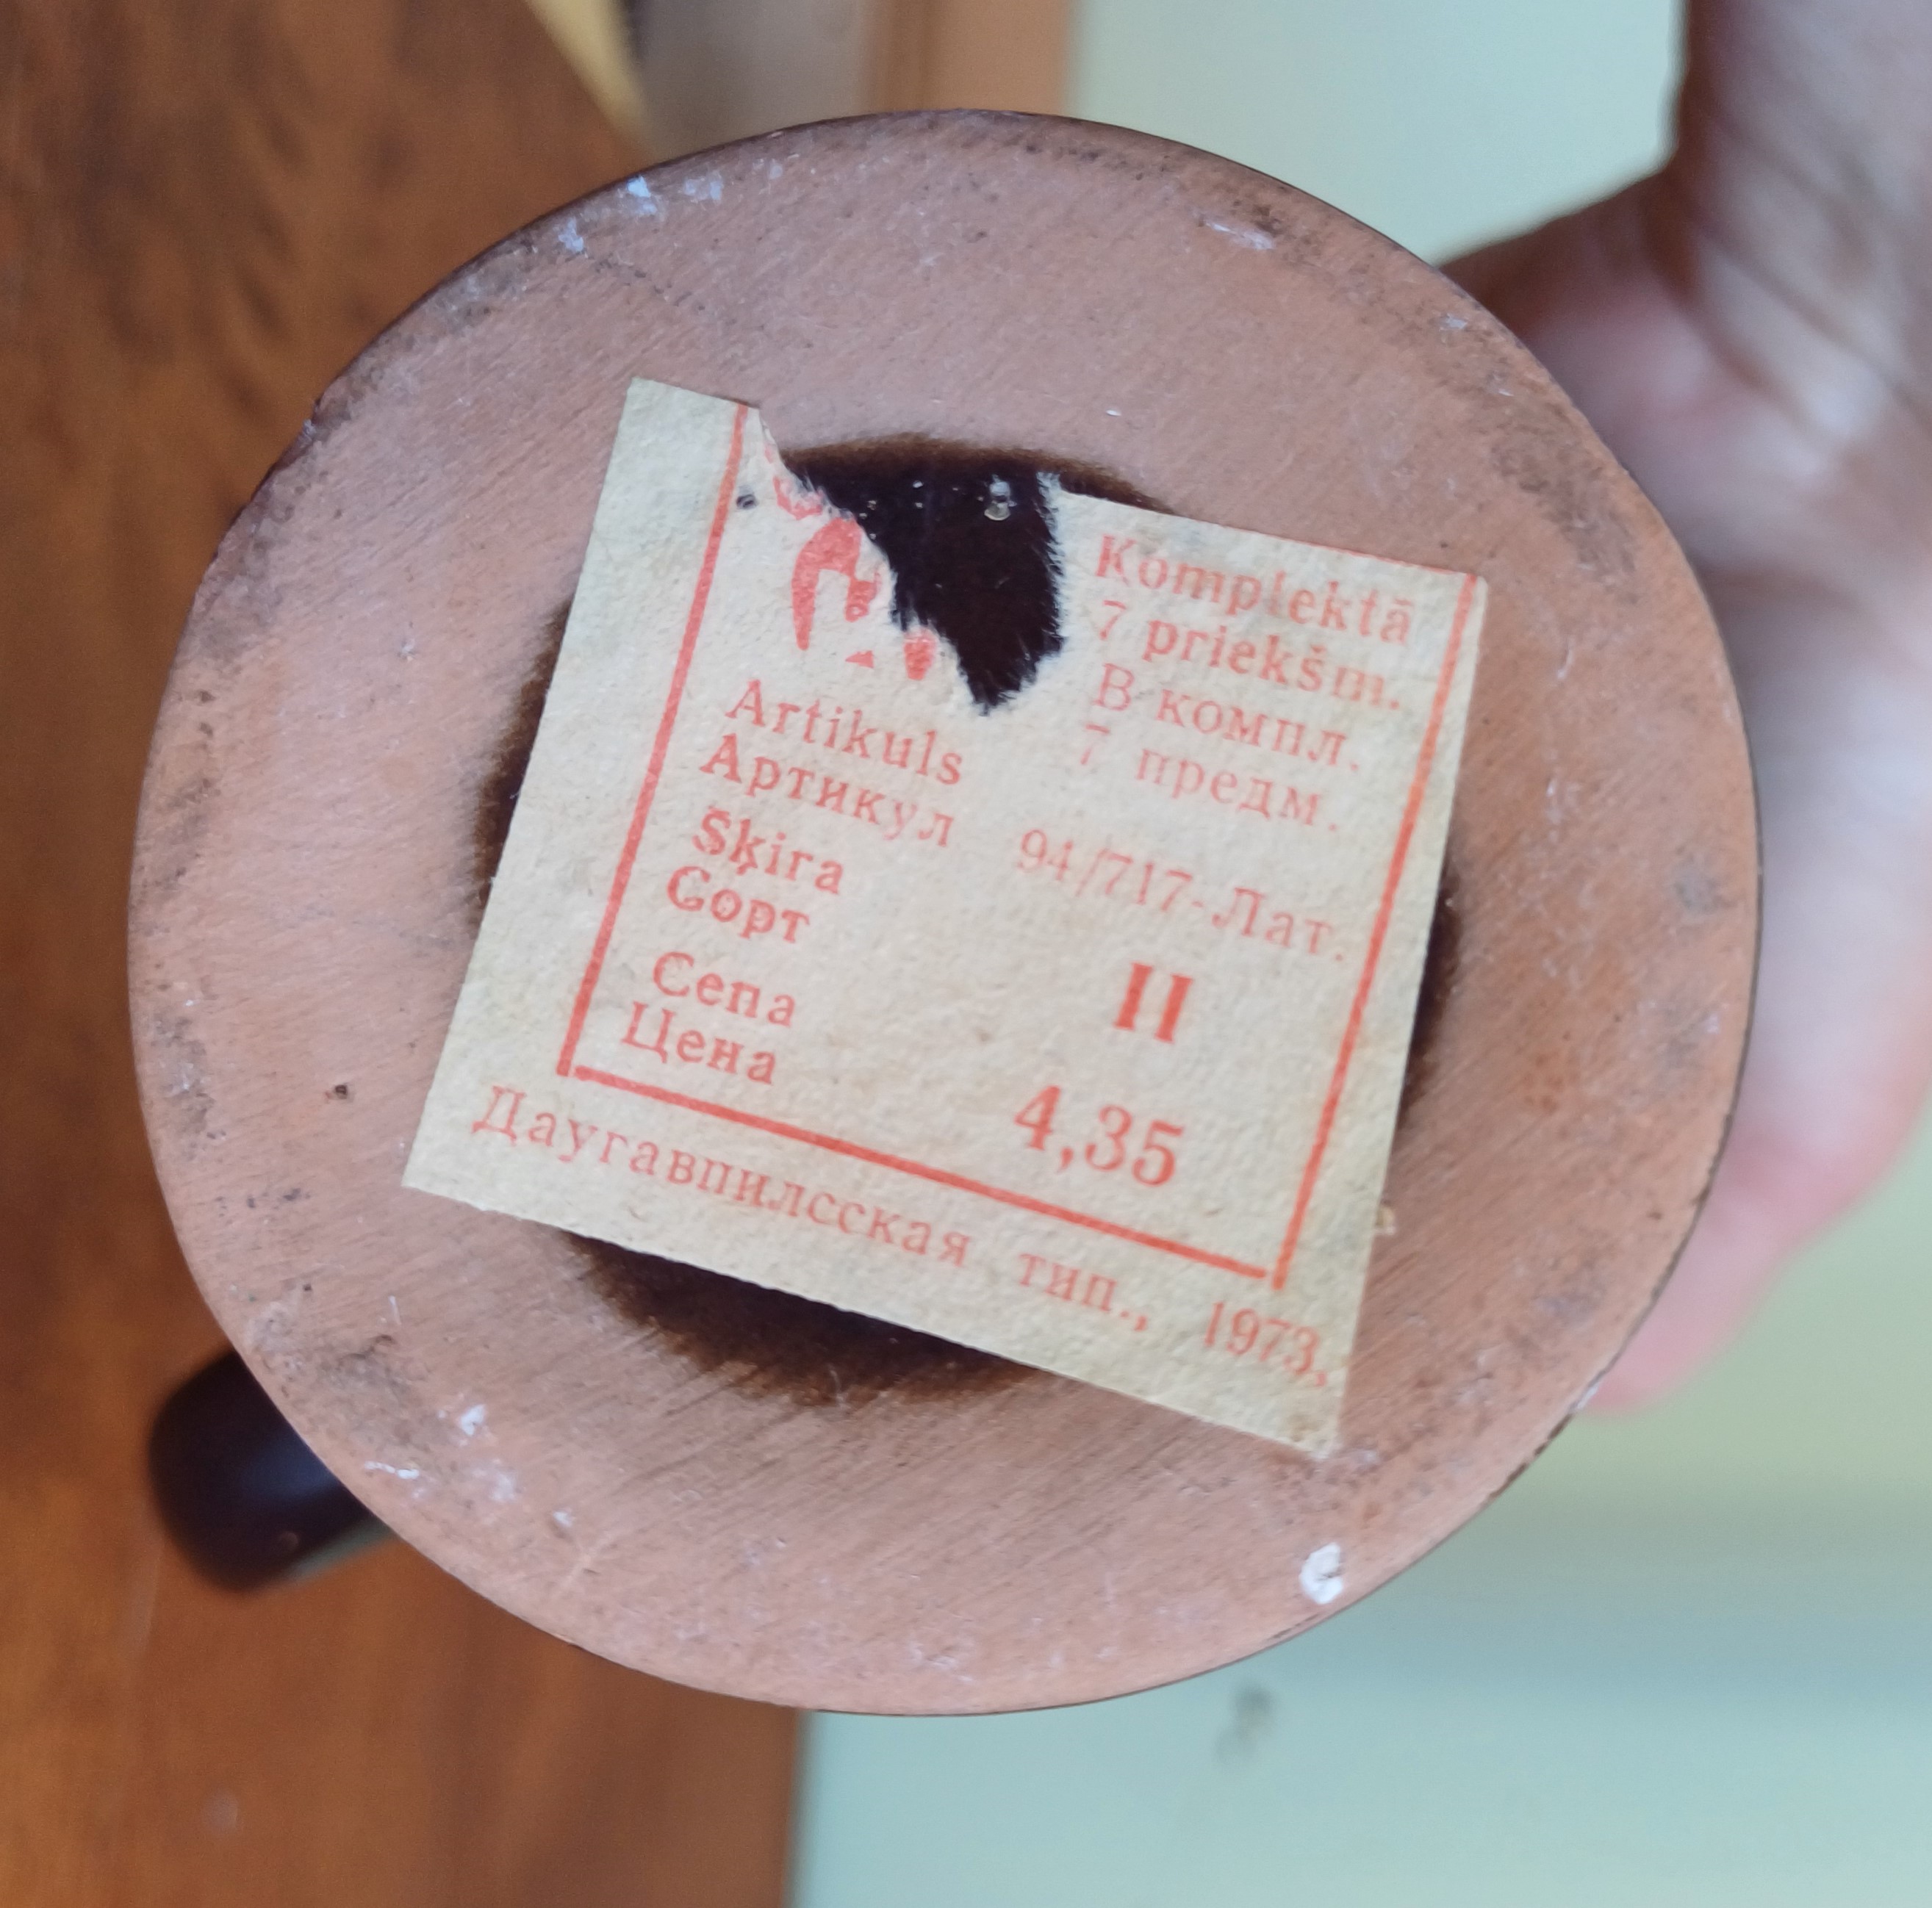 Komplektā
7 priekšm.
В компл.
7 предм.
Artikuls
Артикул 94/717-Лат.
Šķira
Сорт II
Cena
Цена 4,35
Даугавпилсская тип., 1973,